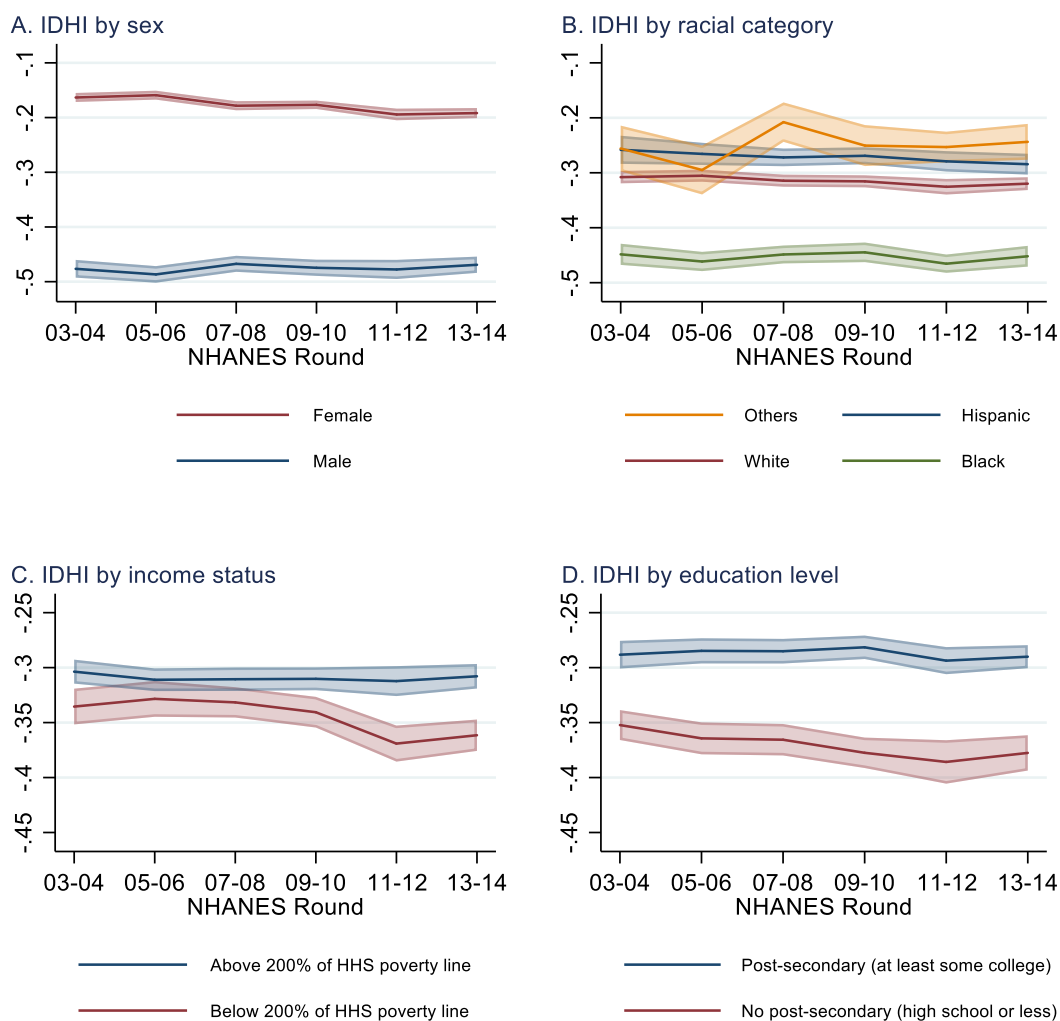 A. IDHI by sex
-.1
-.2
-.3
-.4
-.5
03-04 05-06 07-08 09-10 11-12 13-14
NHANES Round
Female
Male
B. IDHI by racial category
-.1
-.2
-.3
-.4
-.5
03-04 05-06 07-08 09-10 11-12 13-14
NHANES Round
Others Hispanic
White Black
C. IDHI by income status
-.25
-.3
-.35
-.4
-.45
03-04 05-06 07-08 09-10 11-12 13-14
NHANES Round
Above 200% of HHS poverty line
Below 200% of HHS poverty line
D. IDHI by education level
-.25
-.3
-.35
-.4
-.45
03-04 05-06 07-08 09-10 11-12 13-14
NHANES Round
Post-secondary (at least some college)
No post-secondary (high school or less)